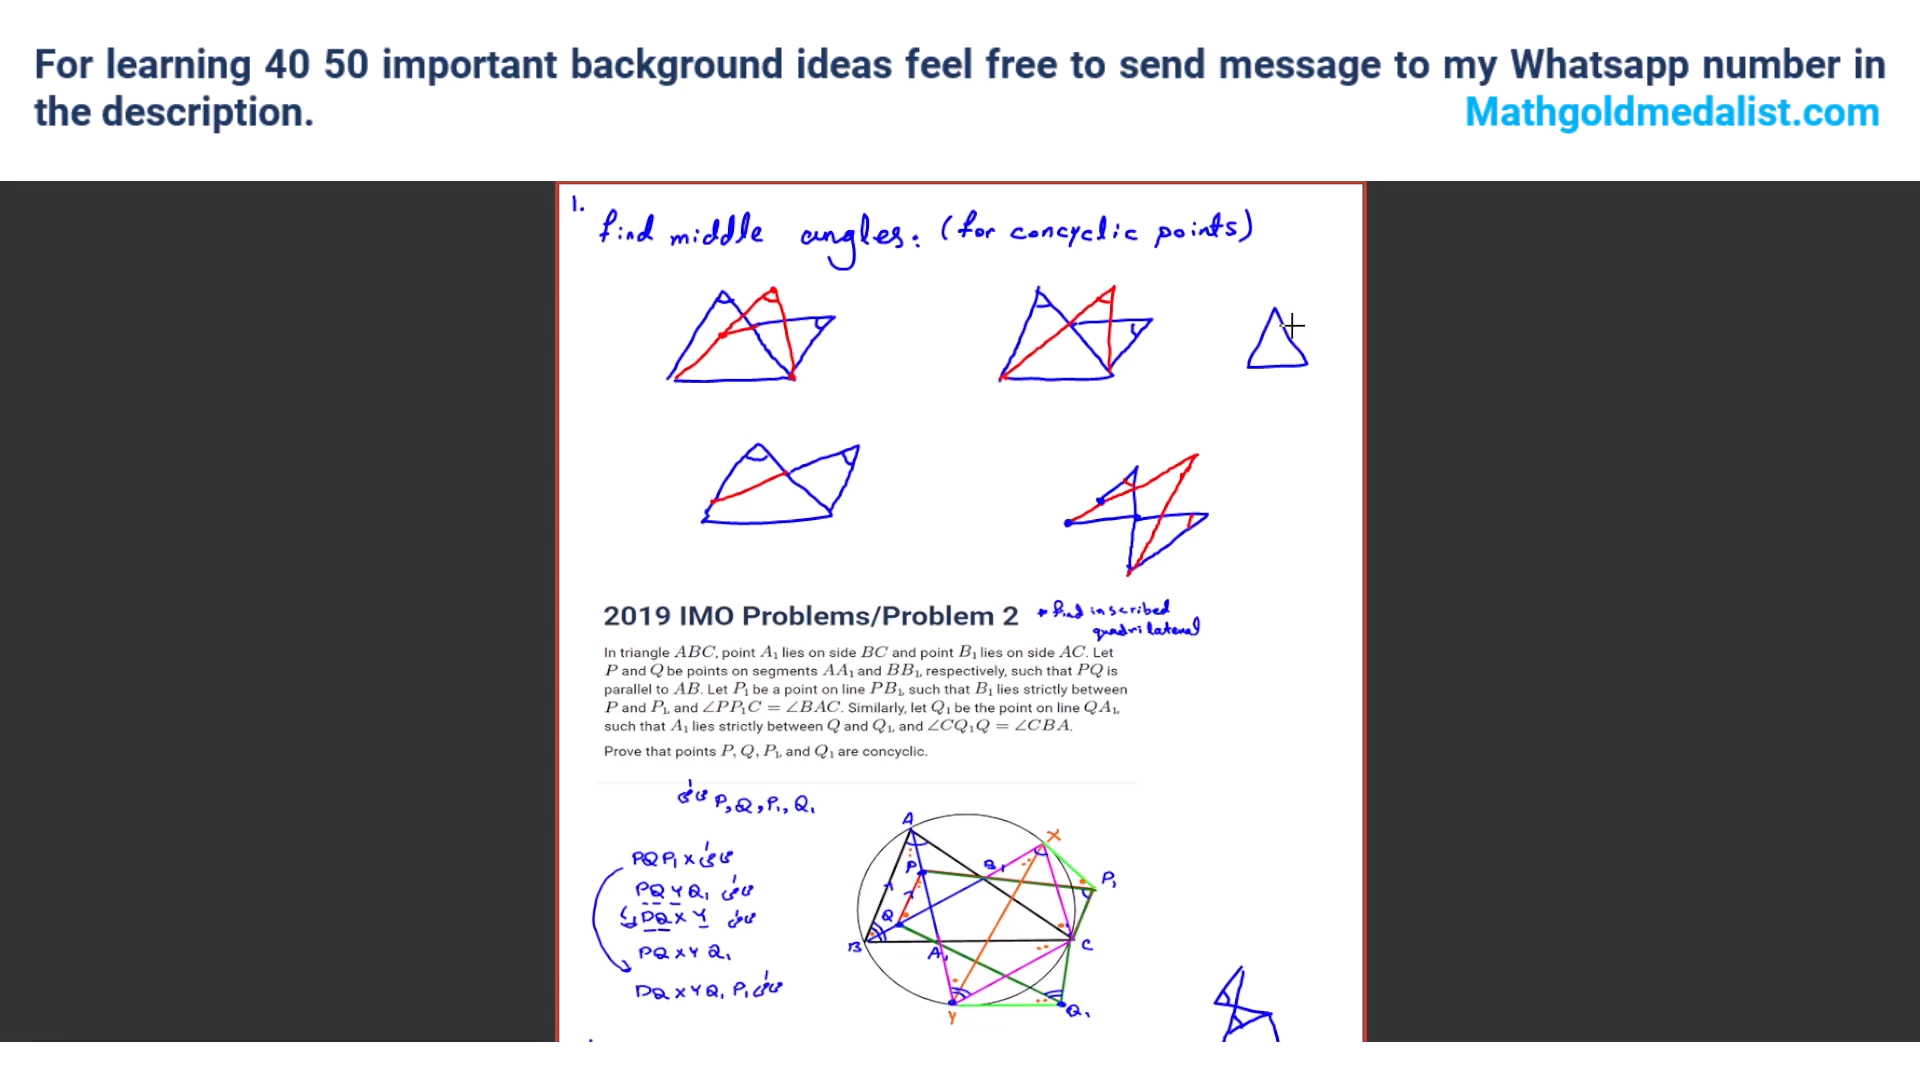 For learning 40 50 important background ideas feel free to send message to my Whatsapp number in
the description.
Mathgoldmedalist.com
1.
find middle angles. (for concyclic points)
2019 IMO Problems/Problem 2
* find inscribed
quadrilateral
In triangle ABC, point A₁ lies on side BC and point B₁ lies on side AC. Let
P and Q be points on segments AA₁ and BB₁, respectively, such that PQ is
parallel to AB. Let P₁ be a point on line PB₁, such that B₁ lies strictly between
P and P₁, and ∠PP₁C = ∠BAC. Similarly, let Q₁ be the point on line QA₁,
such that A₁ lies strictly between Q and Q₁, and ∠CQ₁Q = ∠CBA.
Prove that points P, Q, P₁, and Q₁ are concyclic.
P, Q, P₁, Q₁
PQP₁X
PQYQ₁
PQXY
PQXYQ₁
PQXYQ₁P₁
A
X
P
B₁
P₁
Q
B
A₁
C
Y
Q₁